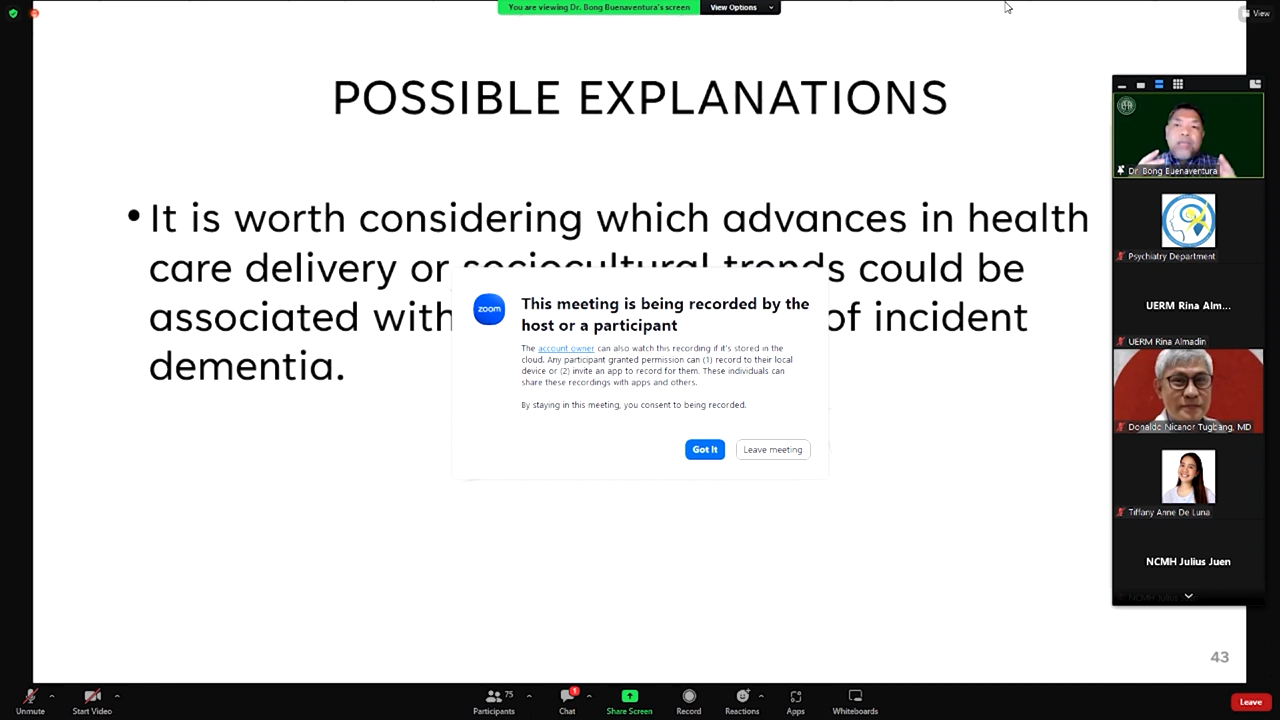 You are viewing Dr. Bong Buenaventura's screen
View Options
View
POSSIBLE EXPLANATIONS
• It is worth considering which advances in health
care delivery or sociocultural trends could be
associated with
of incident
dementia.
zoom
This meeting is being recorded by the
host or a participant
The account owner can also watch this recording if it's stored in the
cloud. Any participant granted permission can (1) record to their local
device or (2) invite an app to record for them. These individuals can
share these recordings with apps and others.
By staying in this meeting, you consent to being recorded.
Got it
Leave meeting
Dr. Bong Buenaventura
Psychiatry Department
UERM Rina Alm...
UERM Rina Almadin
Donaldo Nicanor Tugbang, MD
Tiffany Anne De Luna
NCMH Julius Juen
43
Unmute
Start Video
Participants
75
Chat
Share Screen
Record
Reactions
Apps
Whiteboards
Leave